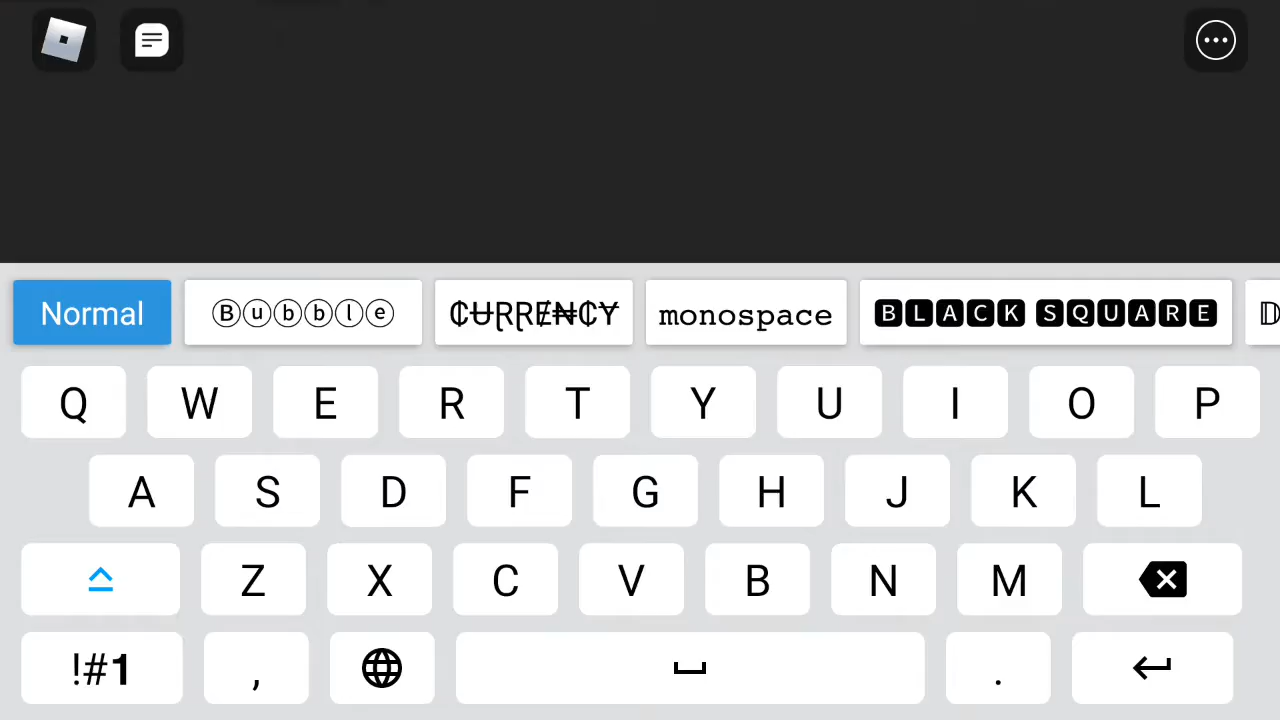 Normal Ⓑⓤⓑⓑⓛⓔ ₵ɄⱤⱤɆ₦₵Ɏ 𝚖𝚘𝚗𝚘𝚜𝚙𝚊𝚌𝚎 🅱🅻🅰🅲🅺 🆂🆀🆄🅰🆁🅴 𝔻
Q W E R T Y U I O P
A S D F G H J K L
Z X C V B N M
!#1 , .